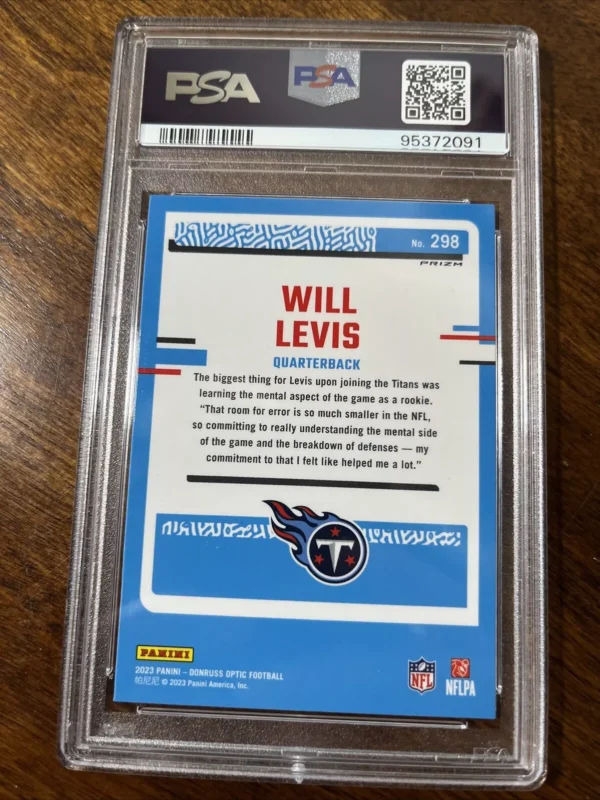 PSA
PSA
95372091
No. 298
PRIZM
WILL
LEVIS
QUARTERBACK
The biggest thing for Levis upon joining the Titans was
learning the mental aspect of the game as a rookie.
“That room for error is so much smaller in the NFL,
so committing to really understanding the mental side
of the game and the breakdown of defenses — my
commitment to that I felt like helped me a lot.”
T
PANINI
2023 PANINI – DONRUSS OPTIC FOOTBALL
帕尼尼 © 2023 Panini America, Inc.
NFL
NFLPA
PSA